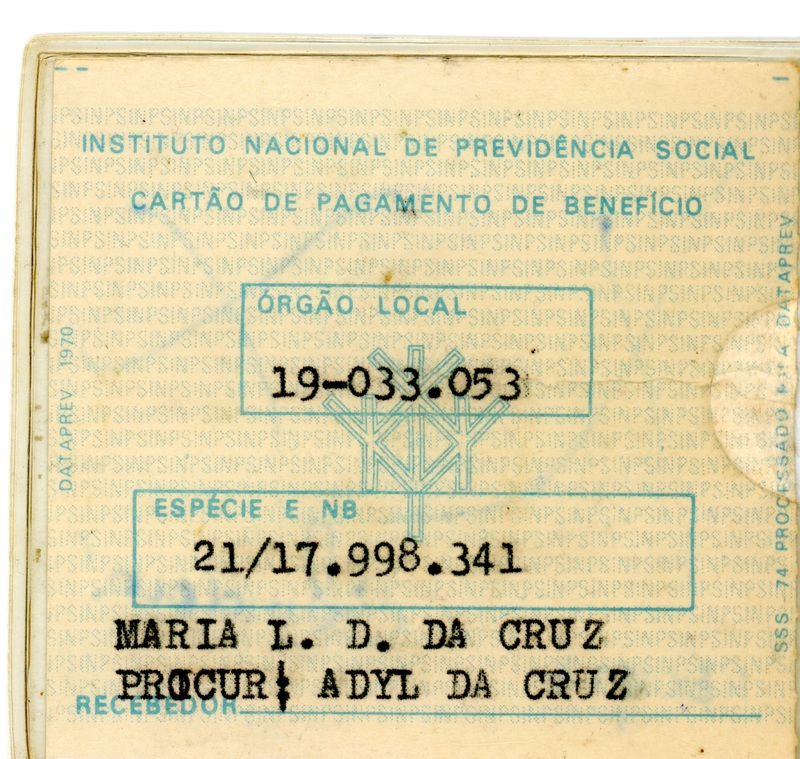 INSTITUTO NACIONAL DE PREVIDÊNCIA SOCIAL
CARTÃO DE PAGAMENTO DE BENEFÍCIO
ÓRGÃO LOCAL
19-033.053
ESPÉCIE E NB
21/17.998.341
MARIA L. D. DA CRUZ
PROCUR: ADYL DA CRUZ
RECEBEDOR
DATAPREV 1970
SSS 74 PROCESSADO P/ A DATAPREV